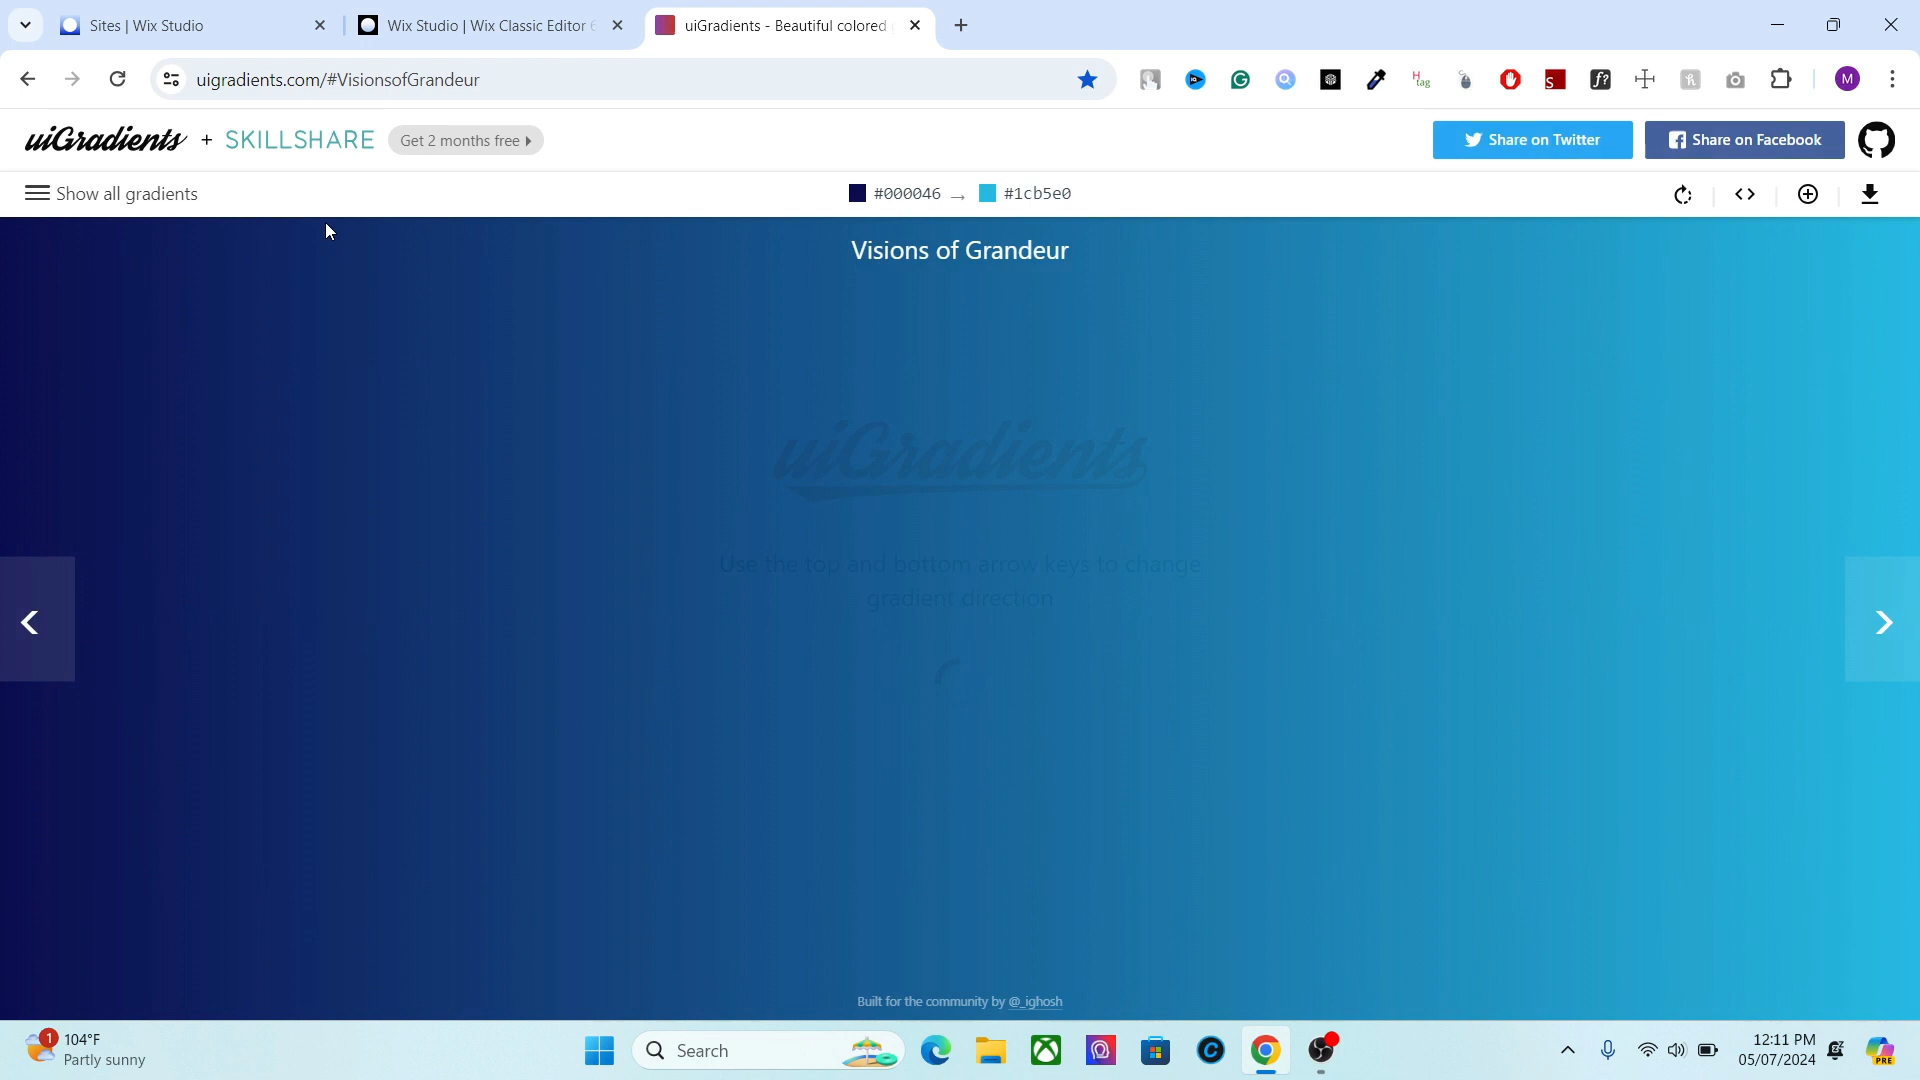 Sites | Wix Studio
Wix Studio | Wix Classic Editor
uiGradients - Beautiful colored
uigradients.com/#VisionsofGrandeur
H
tag
S
f?
h
M
uiGradients + SKILLSHARE Get 2 months free
Share on Twitter
Share on Facebook
Show all gradients
#000046 → #1cb5e0
Visions of Grandeur
uiGradients
Use the top and bottom arrow keys to change
gradient direction
Built for the community by @_ighosh
1
104°F
Partly sunny
Search
C
12:11 PM
05/07/2024
PRE